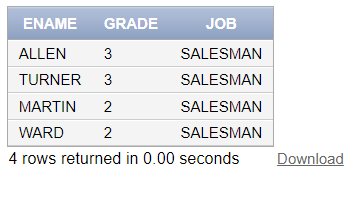 ENAME GRADE JOB
ALLEN 3 SALESMAN
TURNER 3 SALESMAN
MARTIN 2 SALESMAN
WARD 2 SALESMAN
4 rows returned in 0.00 seconds Download